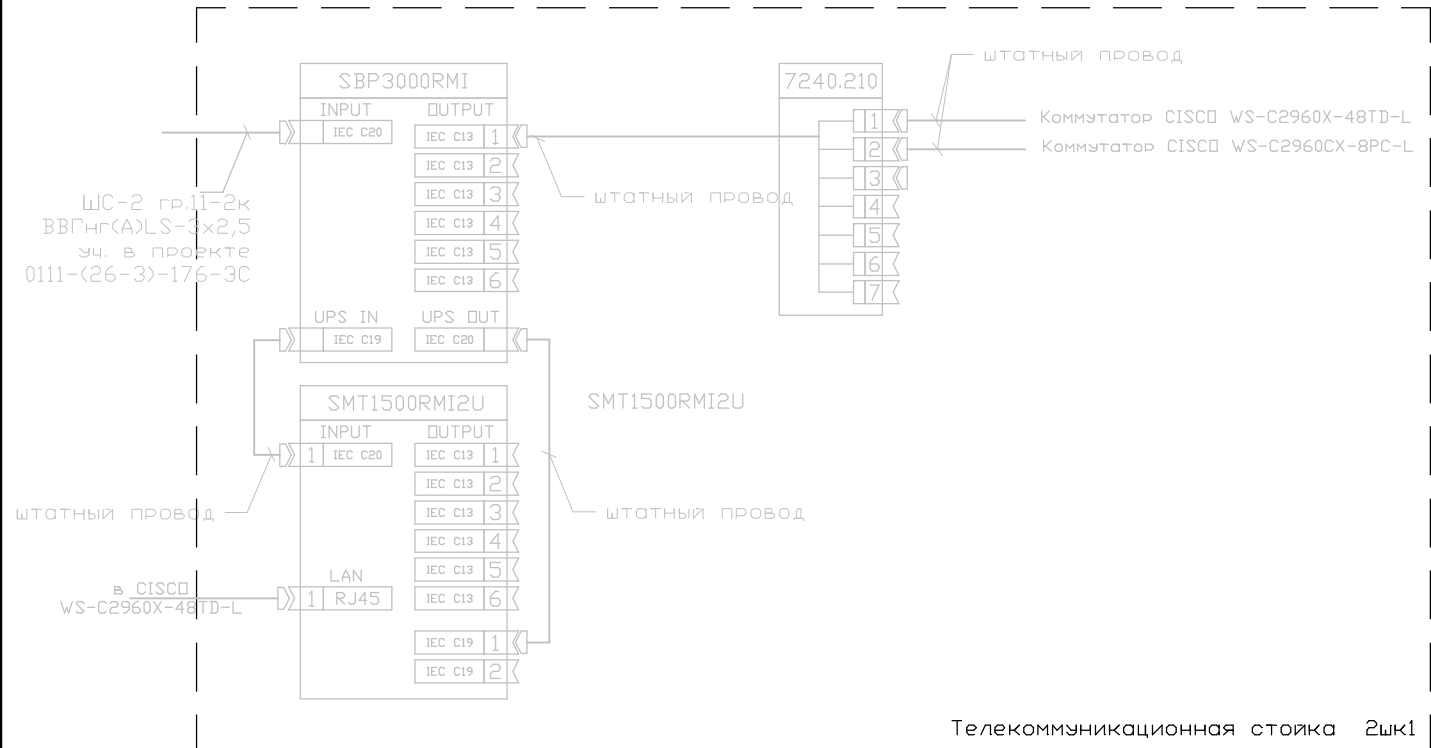 штатный провод
SBP3000RMI
7240.210
INPUT OUTPUT
IEC C20
IEC C13 1
IEC C13 2
IEC C13 3
IEC C13 4
IEC C13 5
IEC C13 6
1
2
3
4
5
6
7
Коммутатор CISCO WS-C2960X-48TD-L
Коммутатор CISCO WS-C2960CX-8PC-L
штатный провод
ШС-2 гр.11-2к
ВВГнг(А)LS-3х2,5
уч. в проекте
0111-(26-3)-176-ЭС
UPS IN UPS OUT
IEC C19 IEC C20
SMT1500RMI2U
SMT1500RMI2U
INPUT OUTPUT
1 IEC C20
IEC C13 1
IEC C13 2
IEC C13 3
IEC C13 4
IEC C13 5
IEC C13 6
штатный провод
штатный провод
LAN
1 RJ45
в CISCO
WS-C2960X-48TD-L
IEC C19 1
IEC C19 2
Телекоммуникационная стойка 2шк1